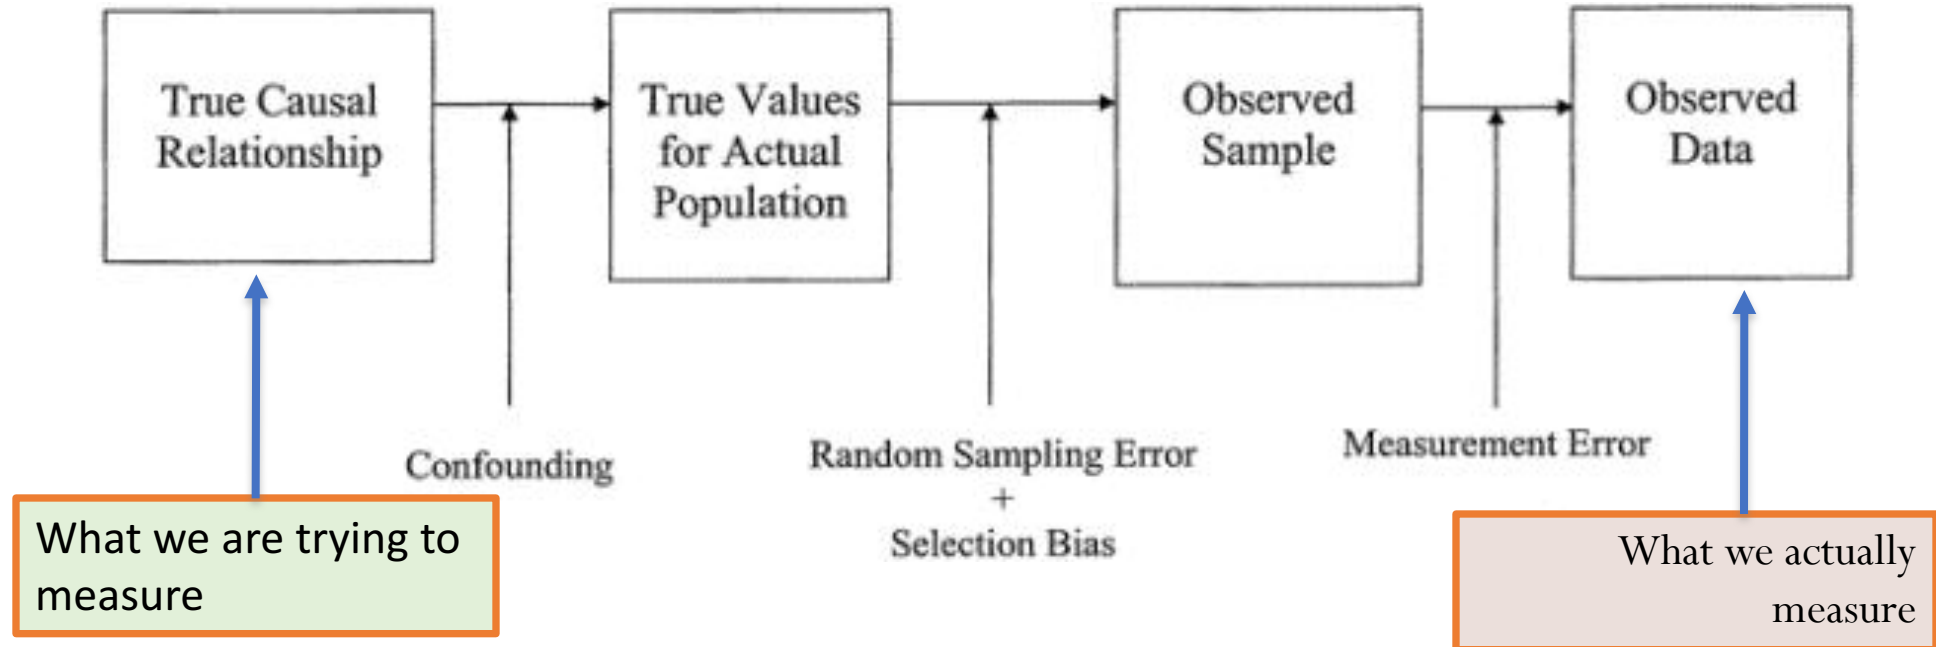 True Causal
Relationship
True Values
for Actual
Population
Observed
Sample
Observed
Data
Confounding
Random Sampling Error
+
Selection Bias
Measurement Error
What we are trying to
measure
What we actually
measure